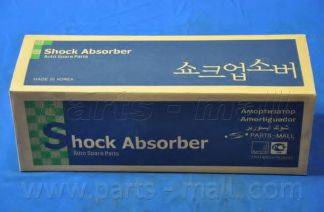 Shock Absorber
Auto Spare Parts
MADE IN KOREA
쇼크업소버
Shock Absorber
Auto Spare Parts
Амортизатор
Amortiguador
PARTS-MALL
www.parts-mall.com